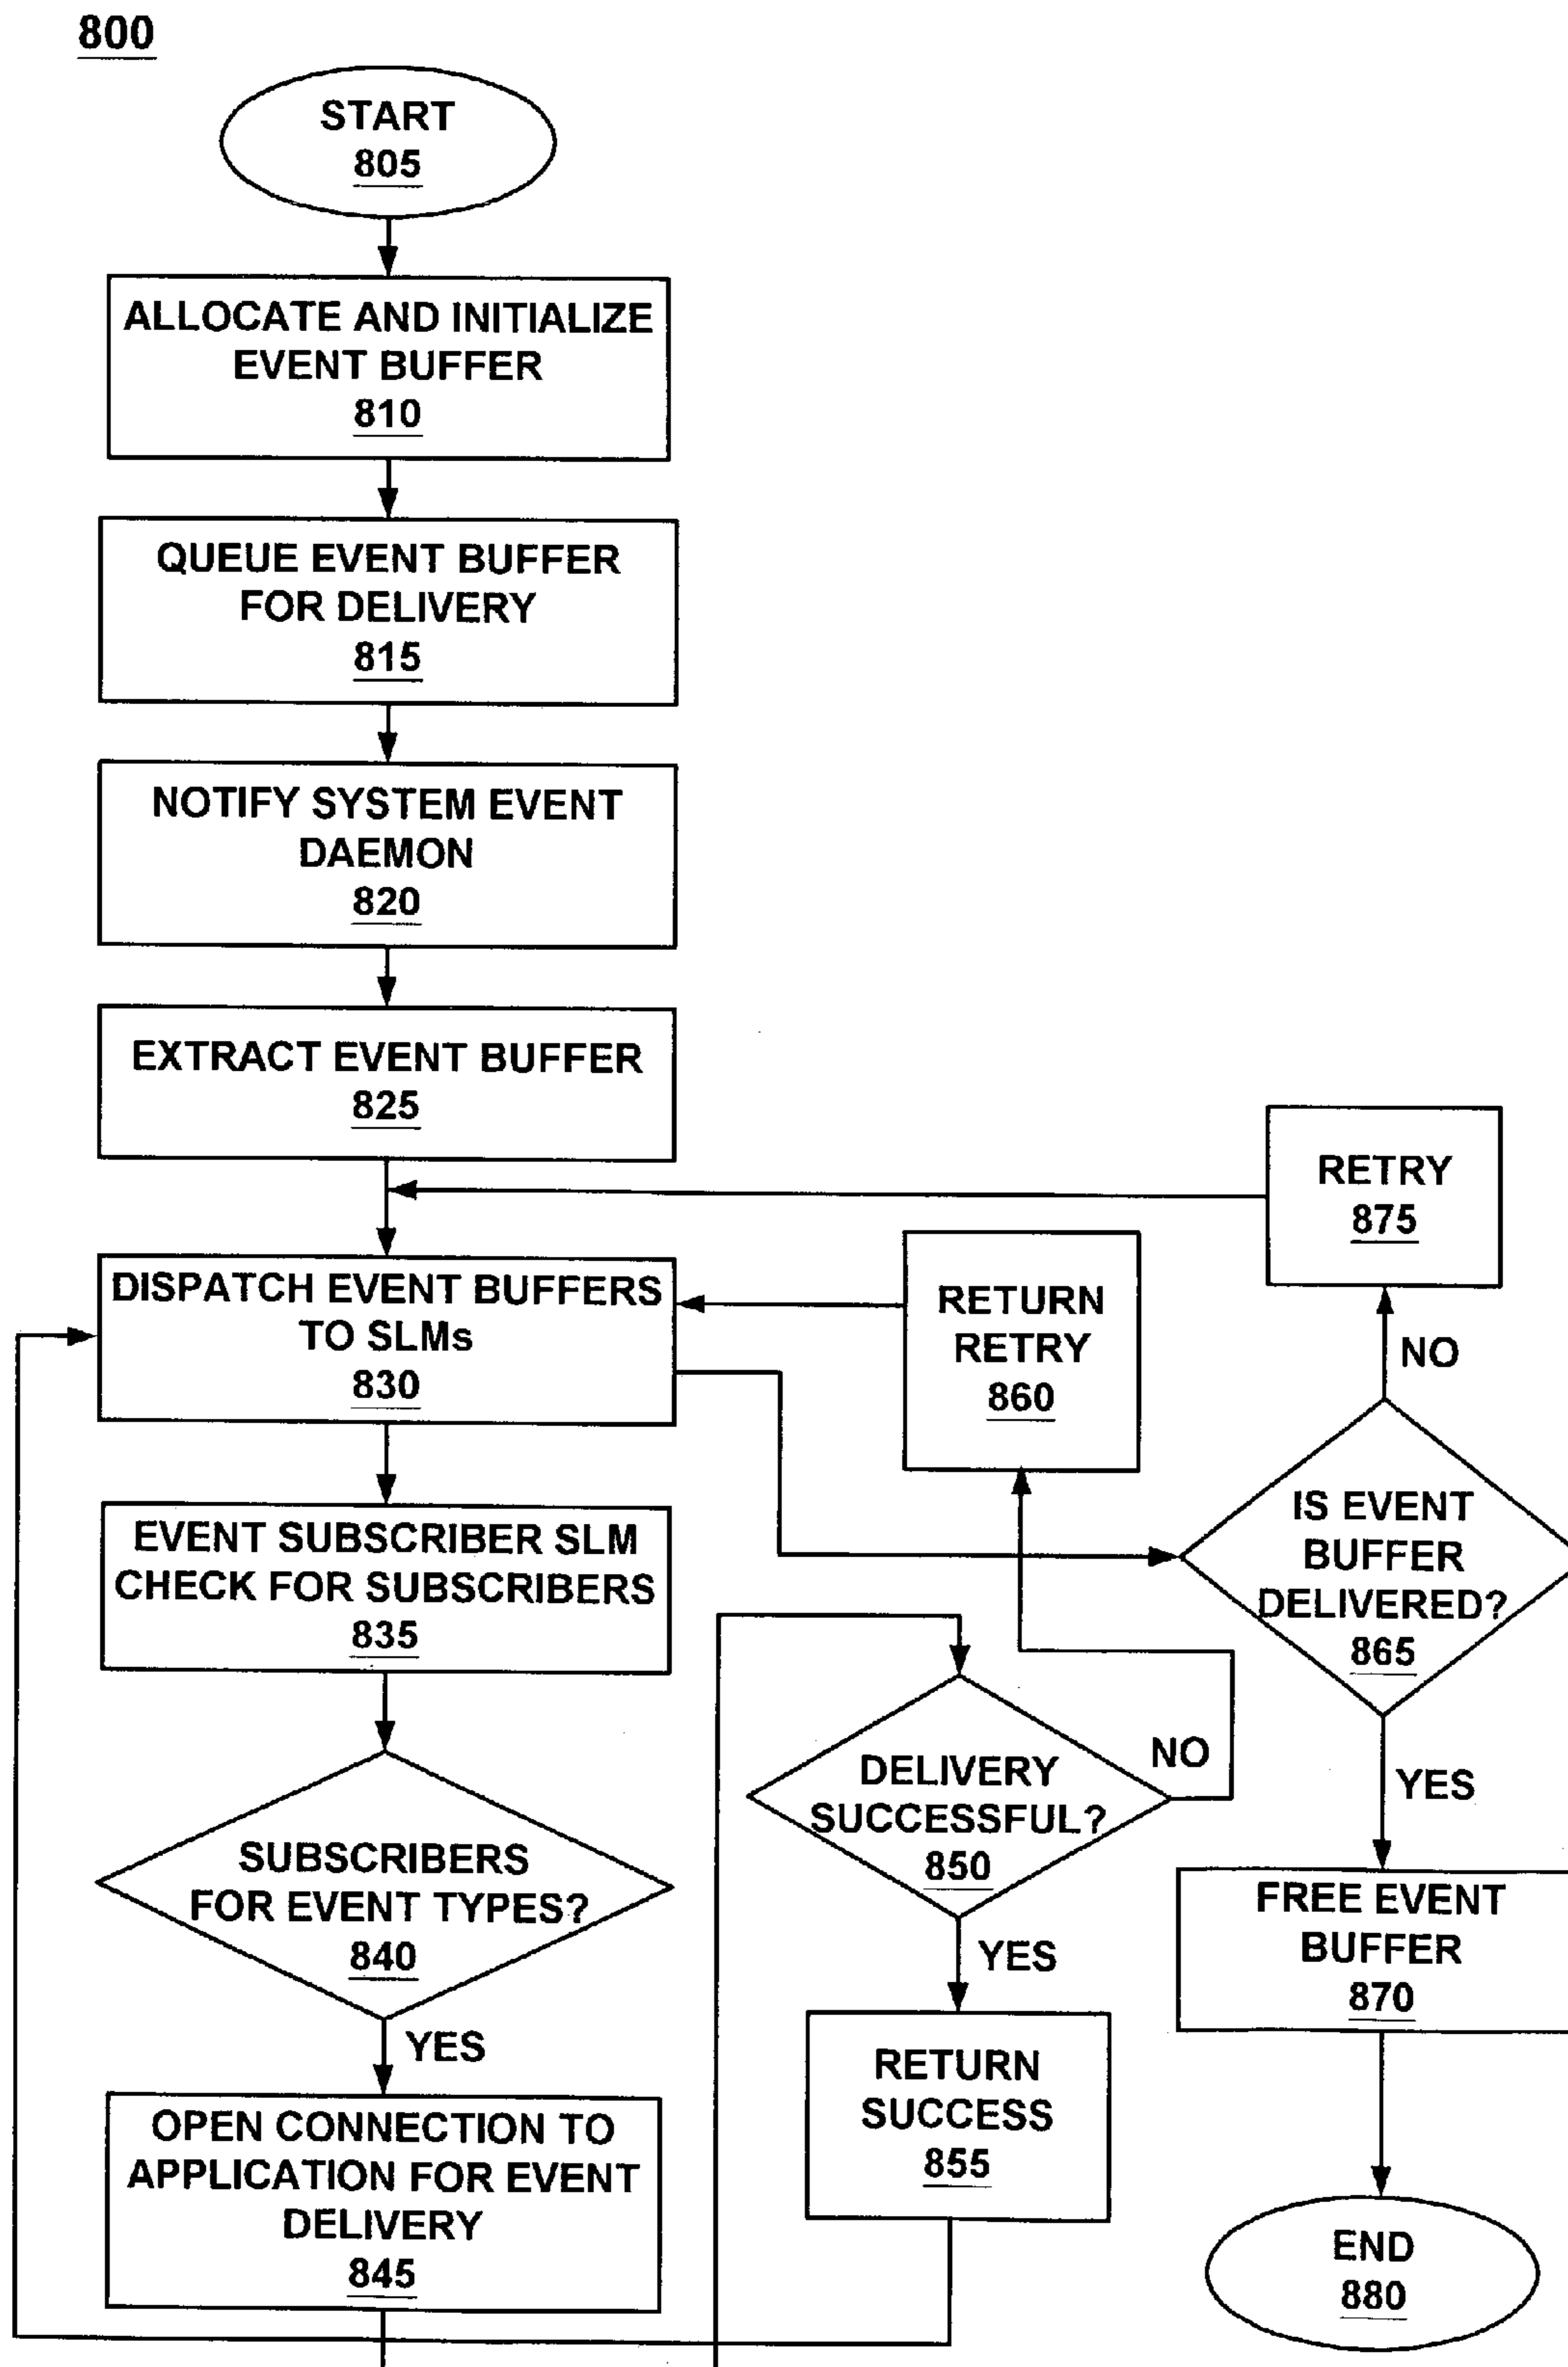 800
START
805
ALLOCATE AND INITIALIZE
EVENT BUFFER
810
QUEUE EVENT BUFFER
FOR DELIVERY
815
NOTIFY SYSTEM EVENT
DAEMON
820
EXTRACT EVENT BUFFER
825
DISPATCH EVENT BUFFERS
TO SLMs
830
EVENT SUBSCRIBER SLM
CHECK FOR SUBSCRIBERS
835
SUBSCRIBERS
FOR EVENT TYPES?
840
YES
OPEN CONNECTION TO
APPLICATION FOR EVENT
DELIVERY
845
DELIVERY
SUCCESSFUL?
850
NO
YES
RETURN
SUCCESS
855
RETURN
RETRY
860
IS EVENT
BUFFER
DELIVERED?
865
NO
RETRY
875
YES
FREE EVENT
BUFFER
870
END
880